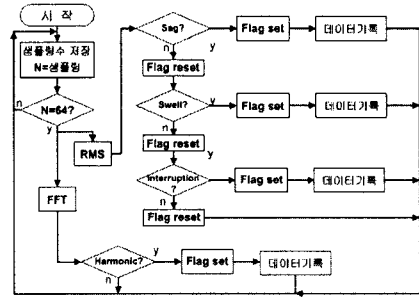 시 작
샘플링수 저장
N=샘플링
N=64?
n
y
RMS
FFT
Sag?
y
n
Flag set
데이터기록
Flag reset
Swell?
y
n
Flag set
데이터기록
Flag reset
y
Interruption
?
n
Flag set
데이터기록
Flag reset
Harmonic?
y
n
Flag set
데이터기록